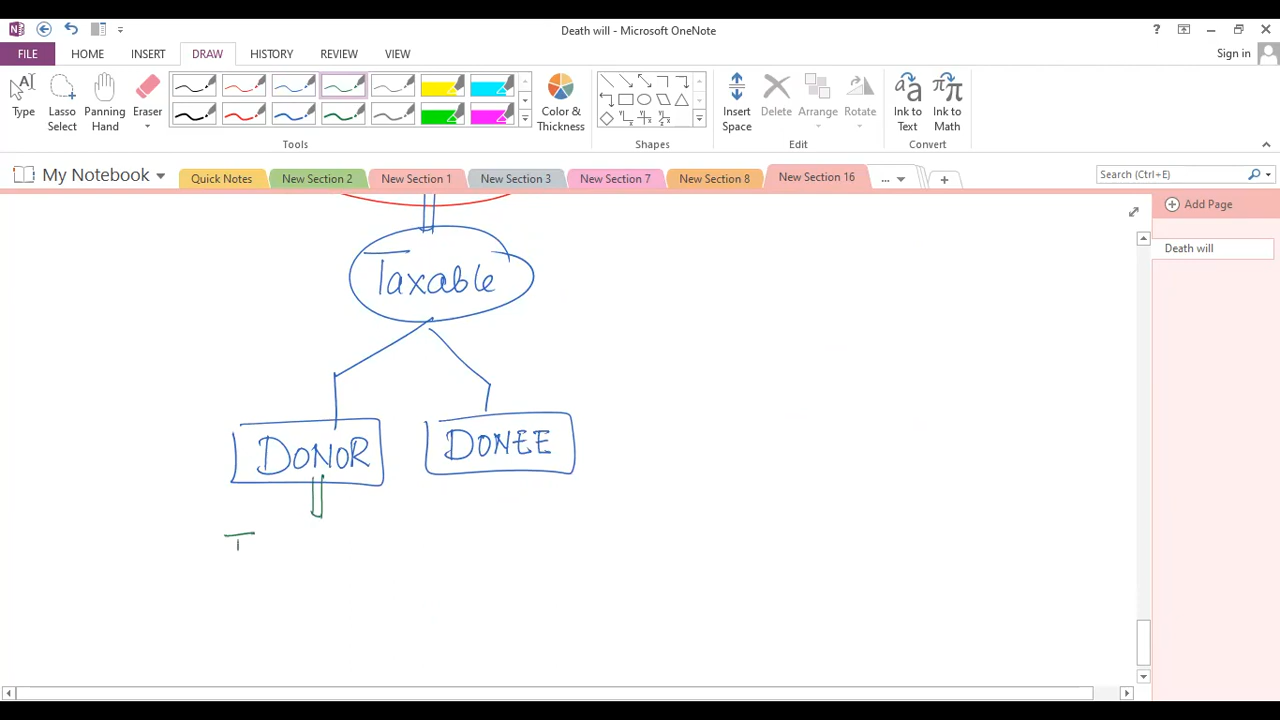 Death will - Microsoft OneNote
FILE HOME INSERT DRAW HISTORY REVIEW VIEW Sign in
Type Lasso Select Panning Hand Eraser Color & Thickness Insert Space Delete Arrange Rotate Ink to Text Ink to Math
Tools Shapes Edit Convert
My Notebook Quick Notes New Section 2 New Section 1 New Section 3 New Section 7 New Section 8 New Section 16 ... Search (Ctrl+E)
Add Page
Death will
Taxable
DONOR DONEE
T